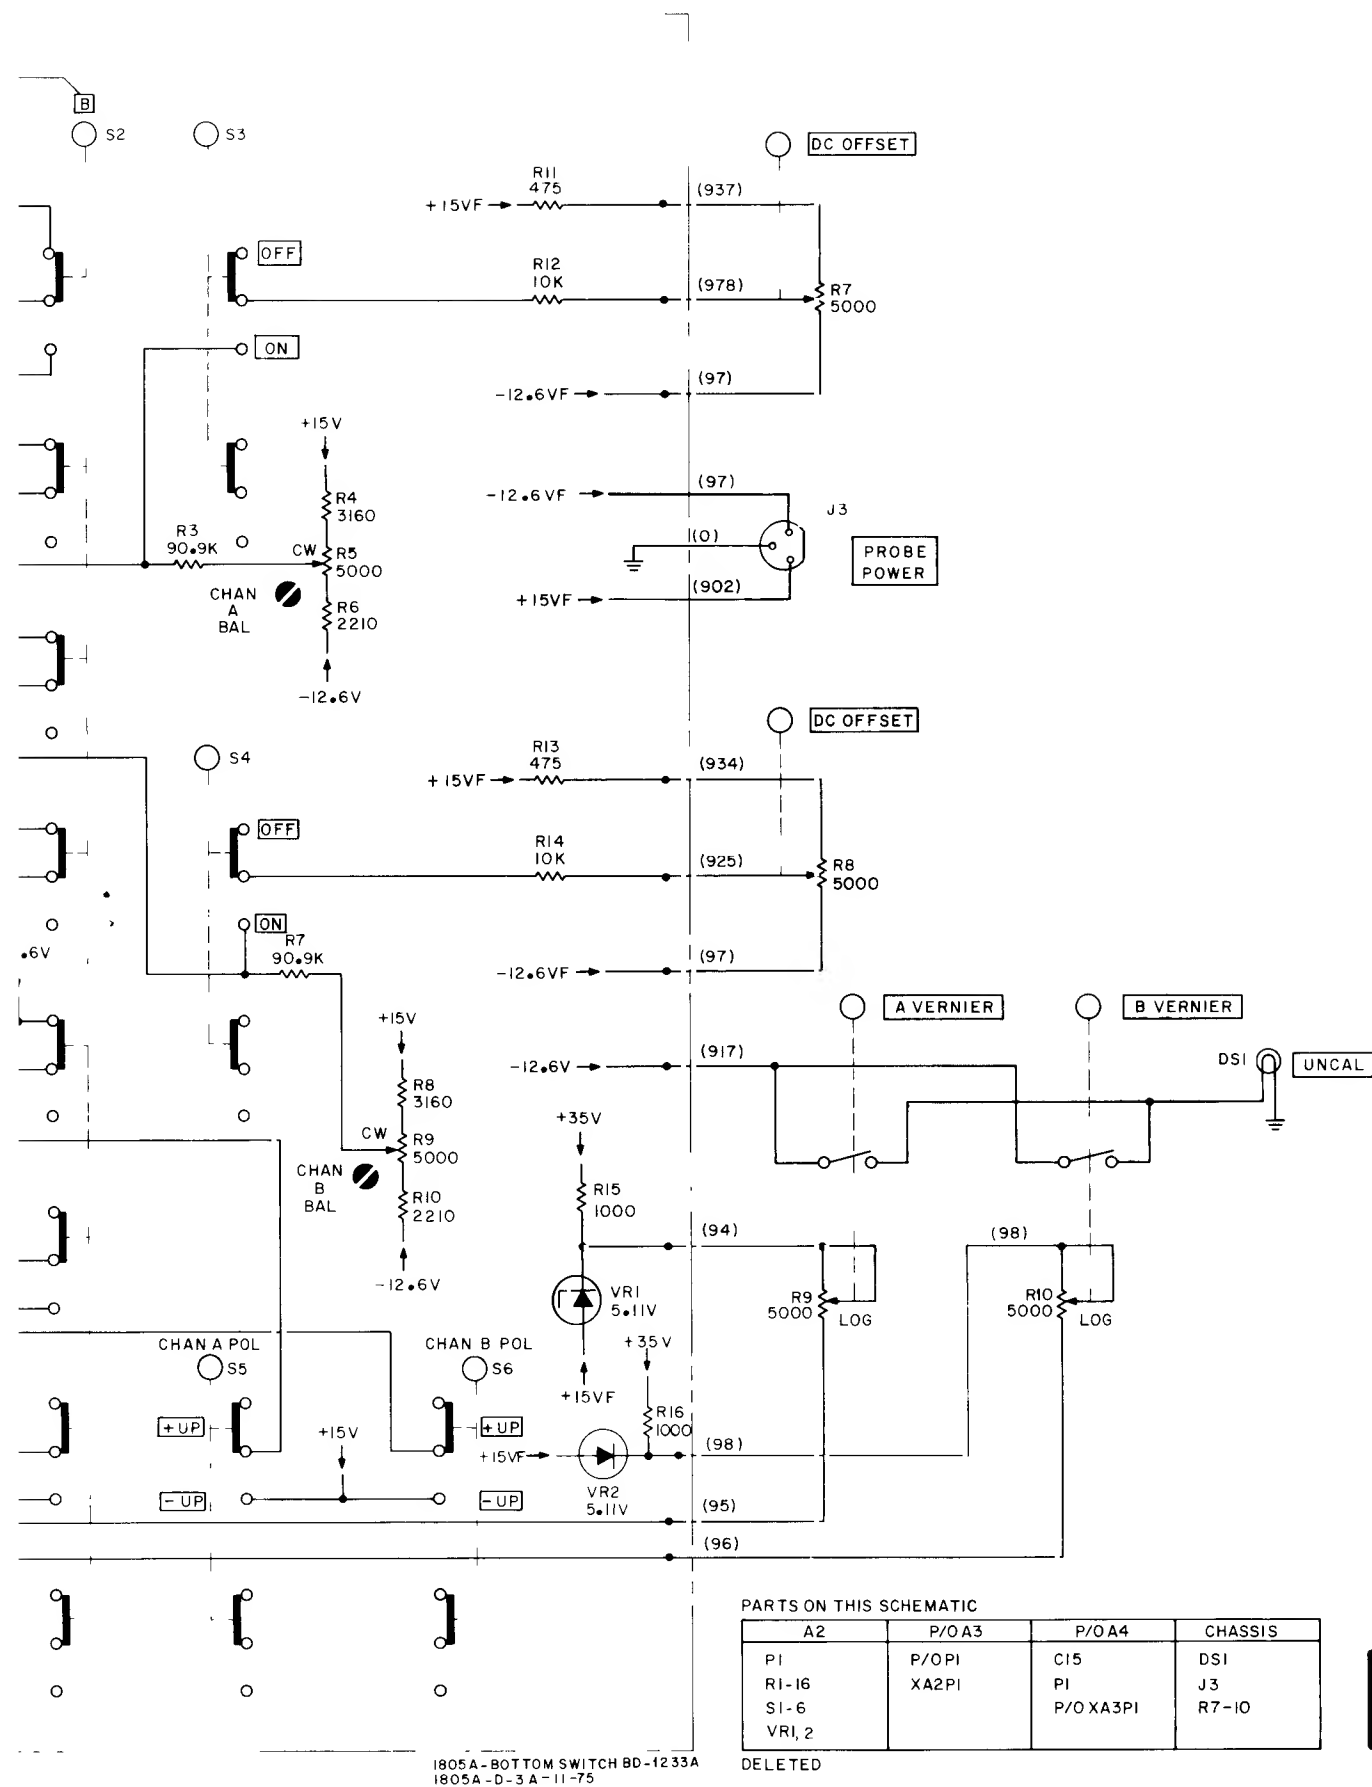 B
S2
S3
DC OFFSET
R11
475
+15VF
(937)
OFF
R12
10K
(978)
R7
5000
ON
-12.6VF
(97)
+15V
-12.6VF
(97)
R4
3160
J3
R3
90.9K
CW
R5
5000
(0)
PROBE
POWER
CHAN
A
BAL
R6
2210
+15VF
(902)
-12.6V
DC OFFSET
S4
R13
475
+15VF
(934)
OFF
R14
10K
(925)
R8
5000
ON
.6V
R7
90.9K
-12.6VF
(97)
A VERNIER
B VERNIER
+15V
-12.6V
(917)
DS1
UNCAL
R8
3160
+35V
CW
R9
5000
CHAN
B
BAL
R10
2210
R15
1000
(94)
(98)
-12.6V
VR1
5.11V
R9
5000
LOG
R10
5000
LOG
CHAN A POL
S5
CHAN B POL
S6
+35V
+15VF
+UP
+15V
+UP
R16
1000
+15VF
(98)
-UP
-UP
VR2
5.11V
(95)
(96)
PARTS ON THIS SCHEMATIC
A2 P/O A3 P/O A4 CHASSIS
P1 P/O P1 C15 DS1
R1-16 XA2P1 P1 J3
S1-6 P/O XA3P1 R7-10
VR1, 2
DELETED
1805A-BOTTOM SWITCH BD-1233A
1805A-D-3A-11-75